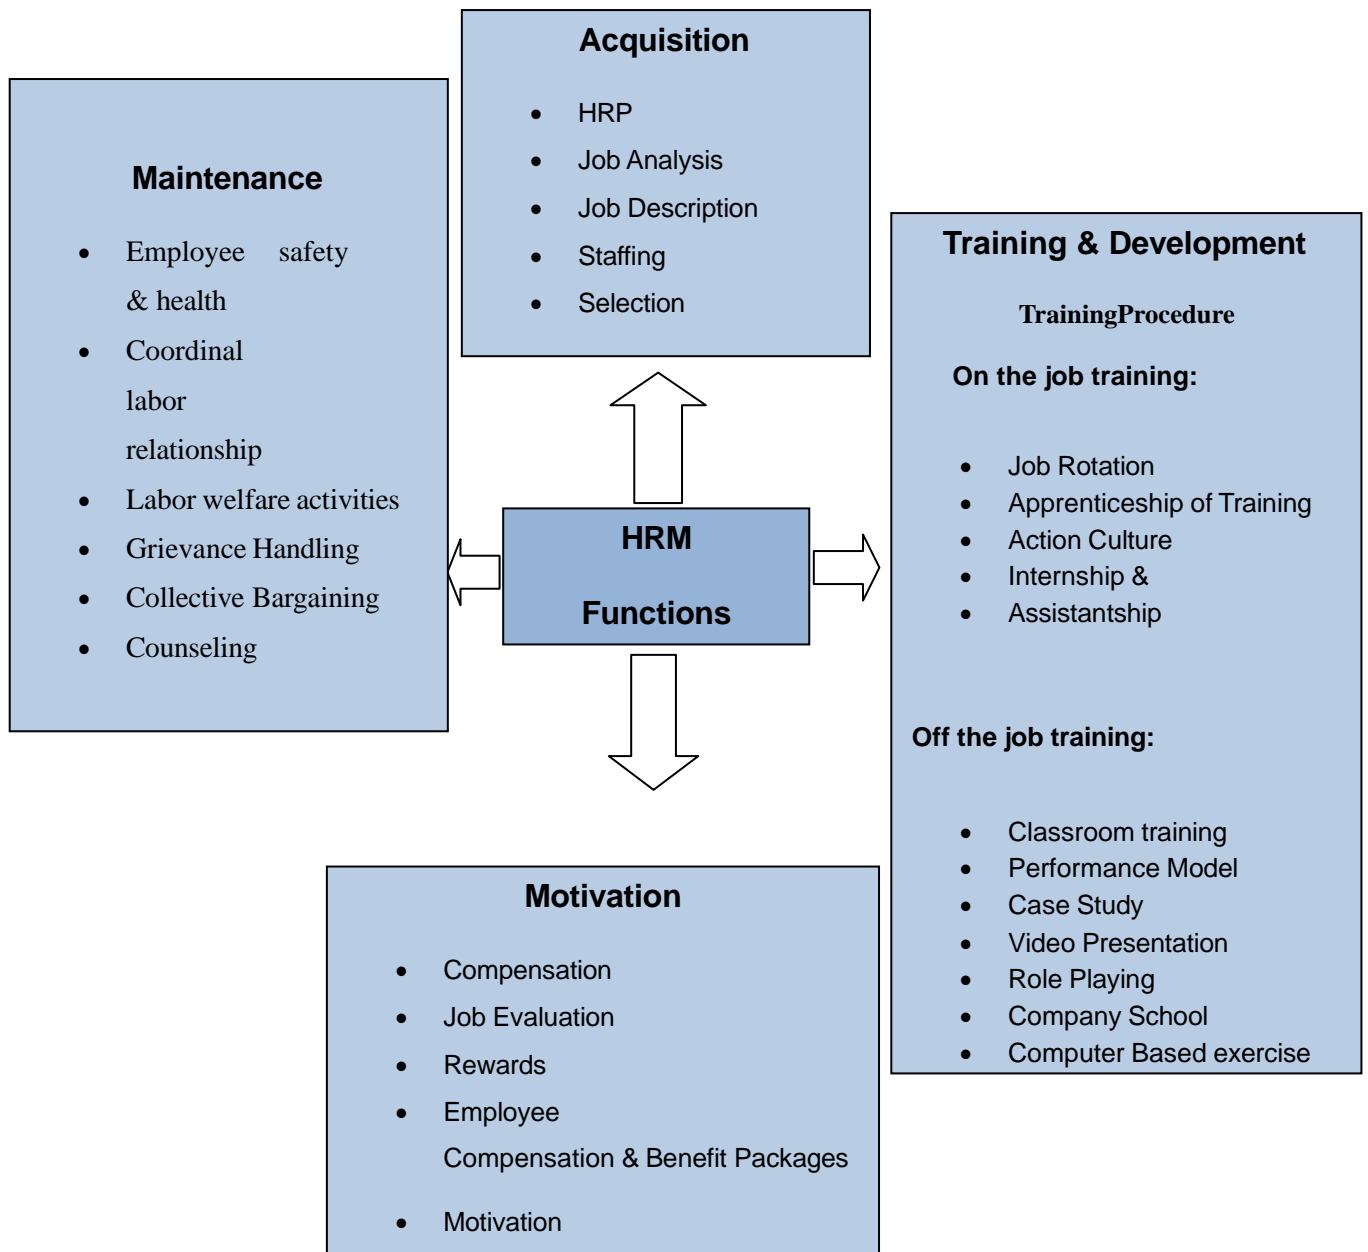 Acquisition
• HRP
• Job Analysis
• Job Description
• Staffing
• Selection
Maintenance
• Employee safety
& health
• Coordinal
labor
relationship
• Labor welfare activities
• Grievance Handling
• Collective Bargaining
• Counseling
HRM
Functions
Training & Development
TrainingProcedure
On the job training:
• Job Rotation
• Apprenticeship of Training
• Action Culture
• Internship &
• Assistantship
Off the job training:
• Classroom training
• Performance Model
• Case Study
• Video Presentation
• Role Playing
• Company School
• Computer Based exercise
Motivation
• Compensation
• Job Evaluation
• Rewards
• Employee
Compensation & Benefit Packages
• Motivation